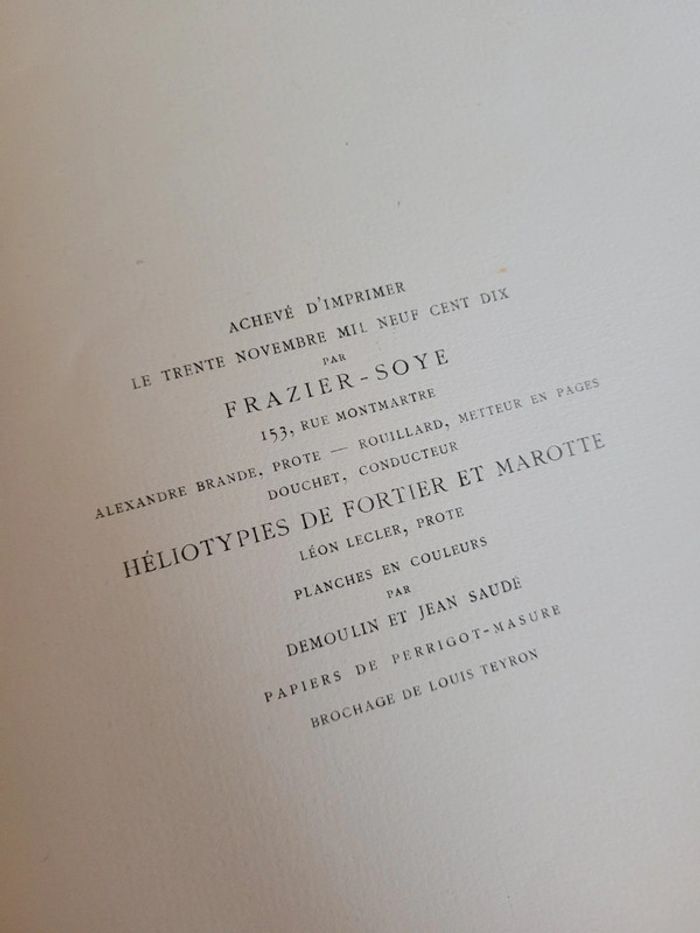 ACHEVÉ D'IMPRIMER
LE TRENTE NOVEMBRE MIL NEUF CENT DIX
PAR
FRAZIER-SOYE
153, RUE MONTMARTRE
ALEXANDRE BRANDE, PROTE — ROUILLARD, METTEUR EN PAGES
DOUCHET, CONDUCTEUR
HÉLIOTYPIES DE FORTIER ET MAROTTE
LÉON LECLER, PROTE
PLANCHES EN COULEURS
PAR
DEMOULIN ET JEAN SAUDÉ
PAPIERS DE PERRIGOT-MASURE
BROCHAGE DE LOUIS TEYRON